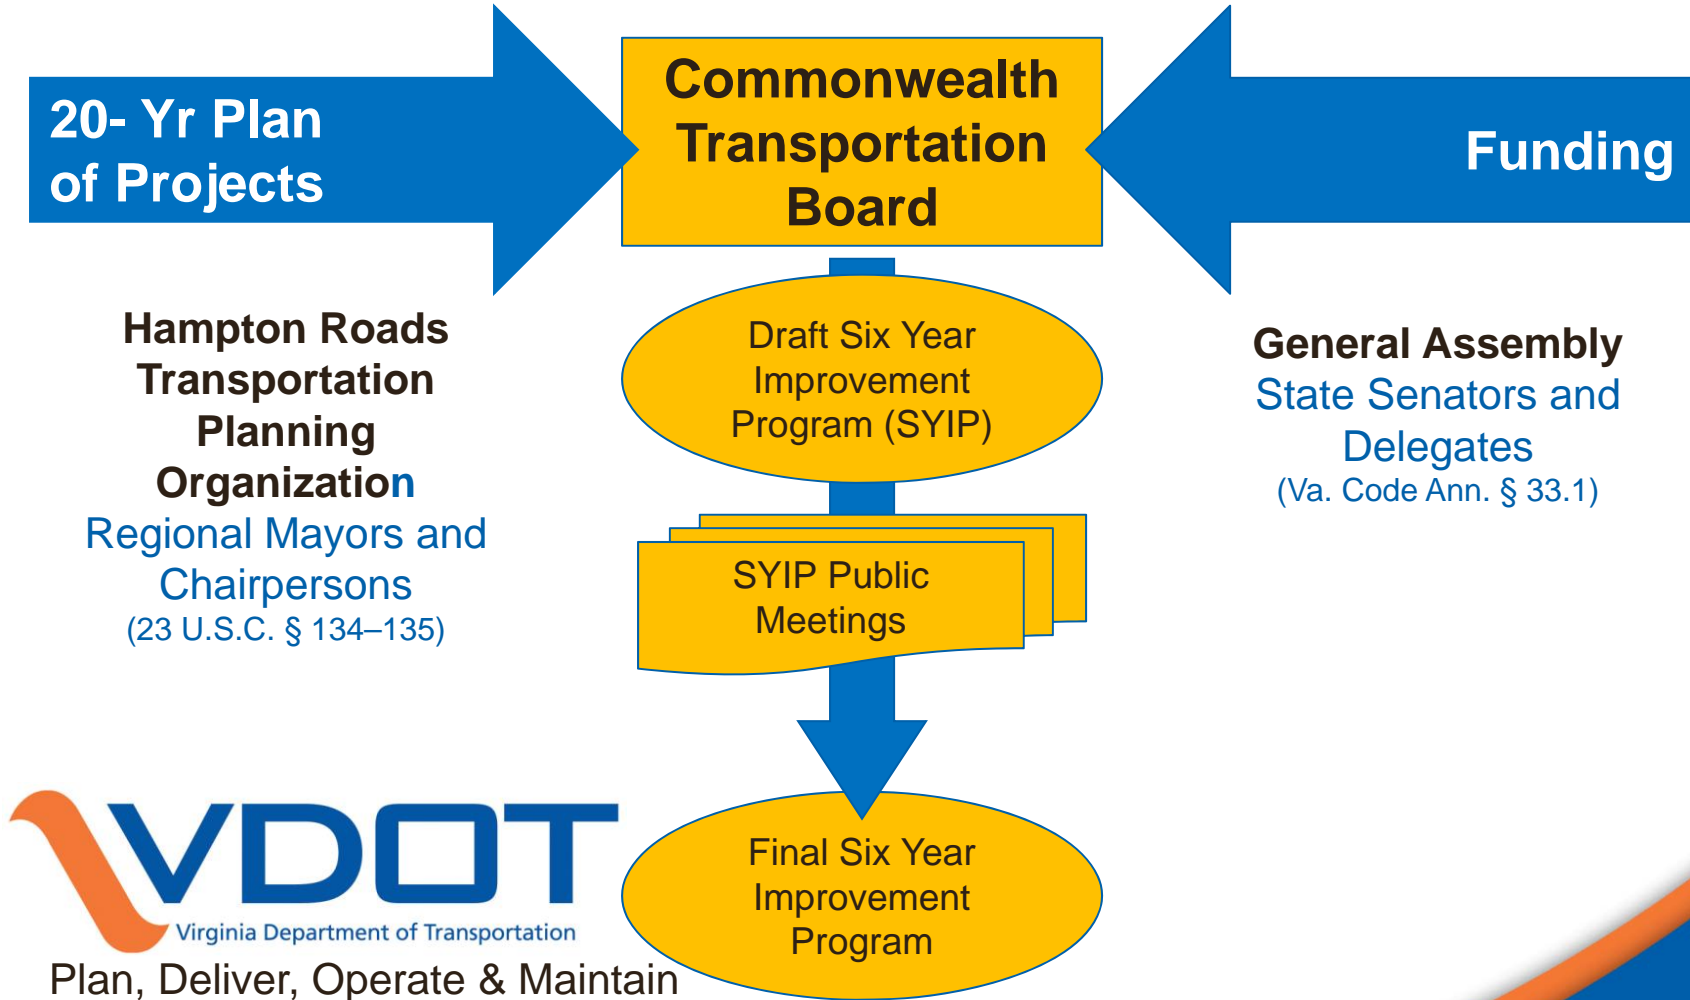 20- Yr Plan
of Projects
Commonwealth
Transportation
Board
Funding
Hampton Roads
Transportation
Planning
Organization
Regional Mayors and
Chairpersons
(23 U.S.C. § 134–135)
Draft Six Year
Improvement
Program (SYIP)
General Assembly
State Senators and
Delegates
(Va. Code Ann. § 33.1)
SYIP Public
Meetings
Final Six Year
Improvement
Program
VDOT
Virginia Department of Transportation
Plan, Deliver, Operate & Maintain